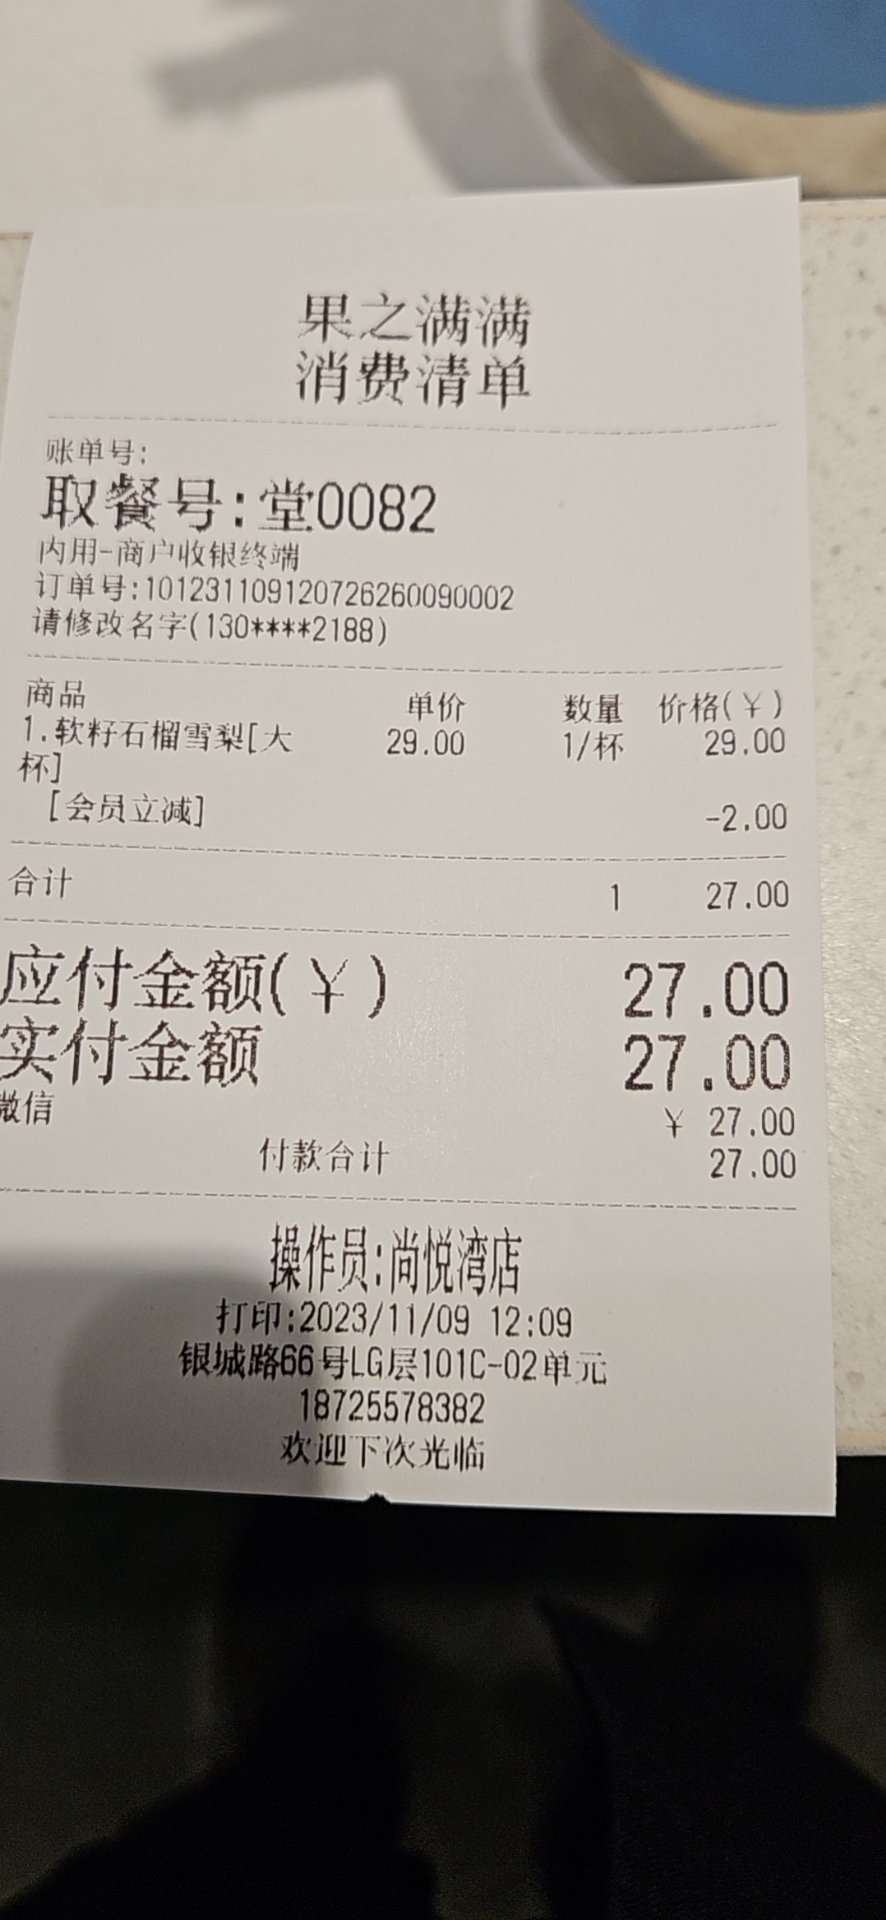 果之满满
消费清单
账单号:
取餐号:堂0082
内用-商户收银终端
订单号:101231109120726260090002
请修改名字(130****2188)
商品 单价 数量 价格(￥)
1.软籽石榴雪梨[大 29.00 1/杯 29.00
杯]
[会员立减] -2.00
合计 1 27.00
应付金额(￥) 27.00
实付金额 27.00
微信 ￥ 27.00
付款合计 27.00
操作员:尚悦湾店
打印:2023/11/09 12:09
银城路66号LG层101C-02单元
18725578382
欢迎下次光临